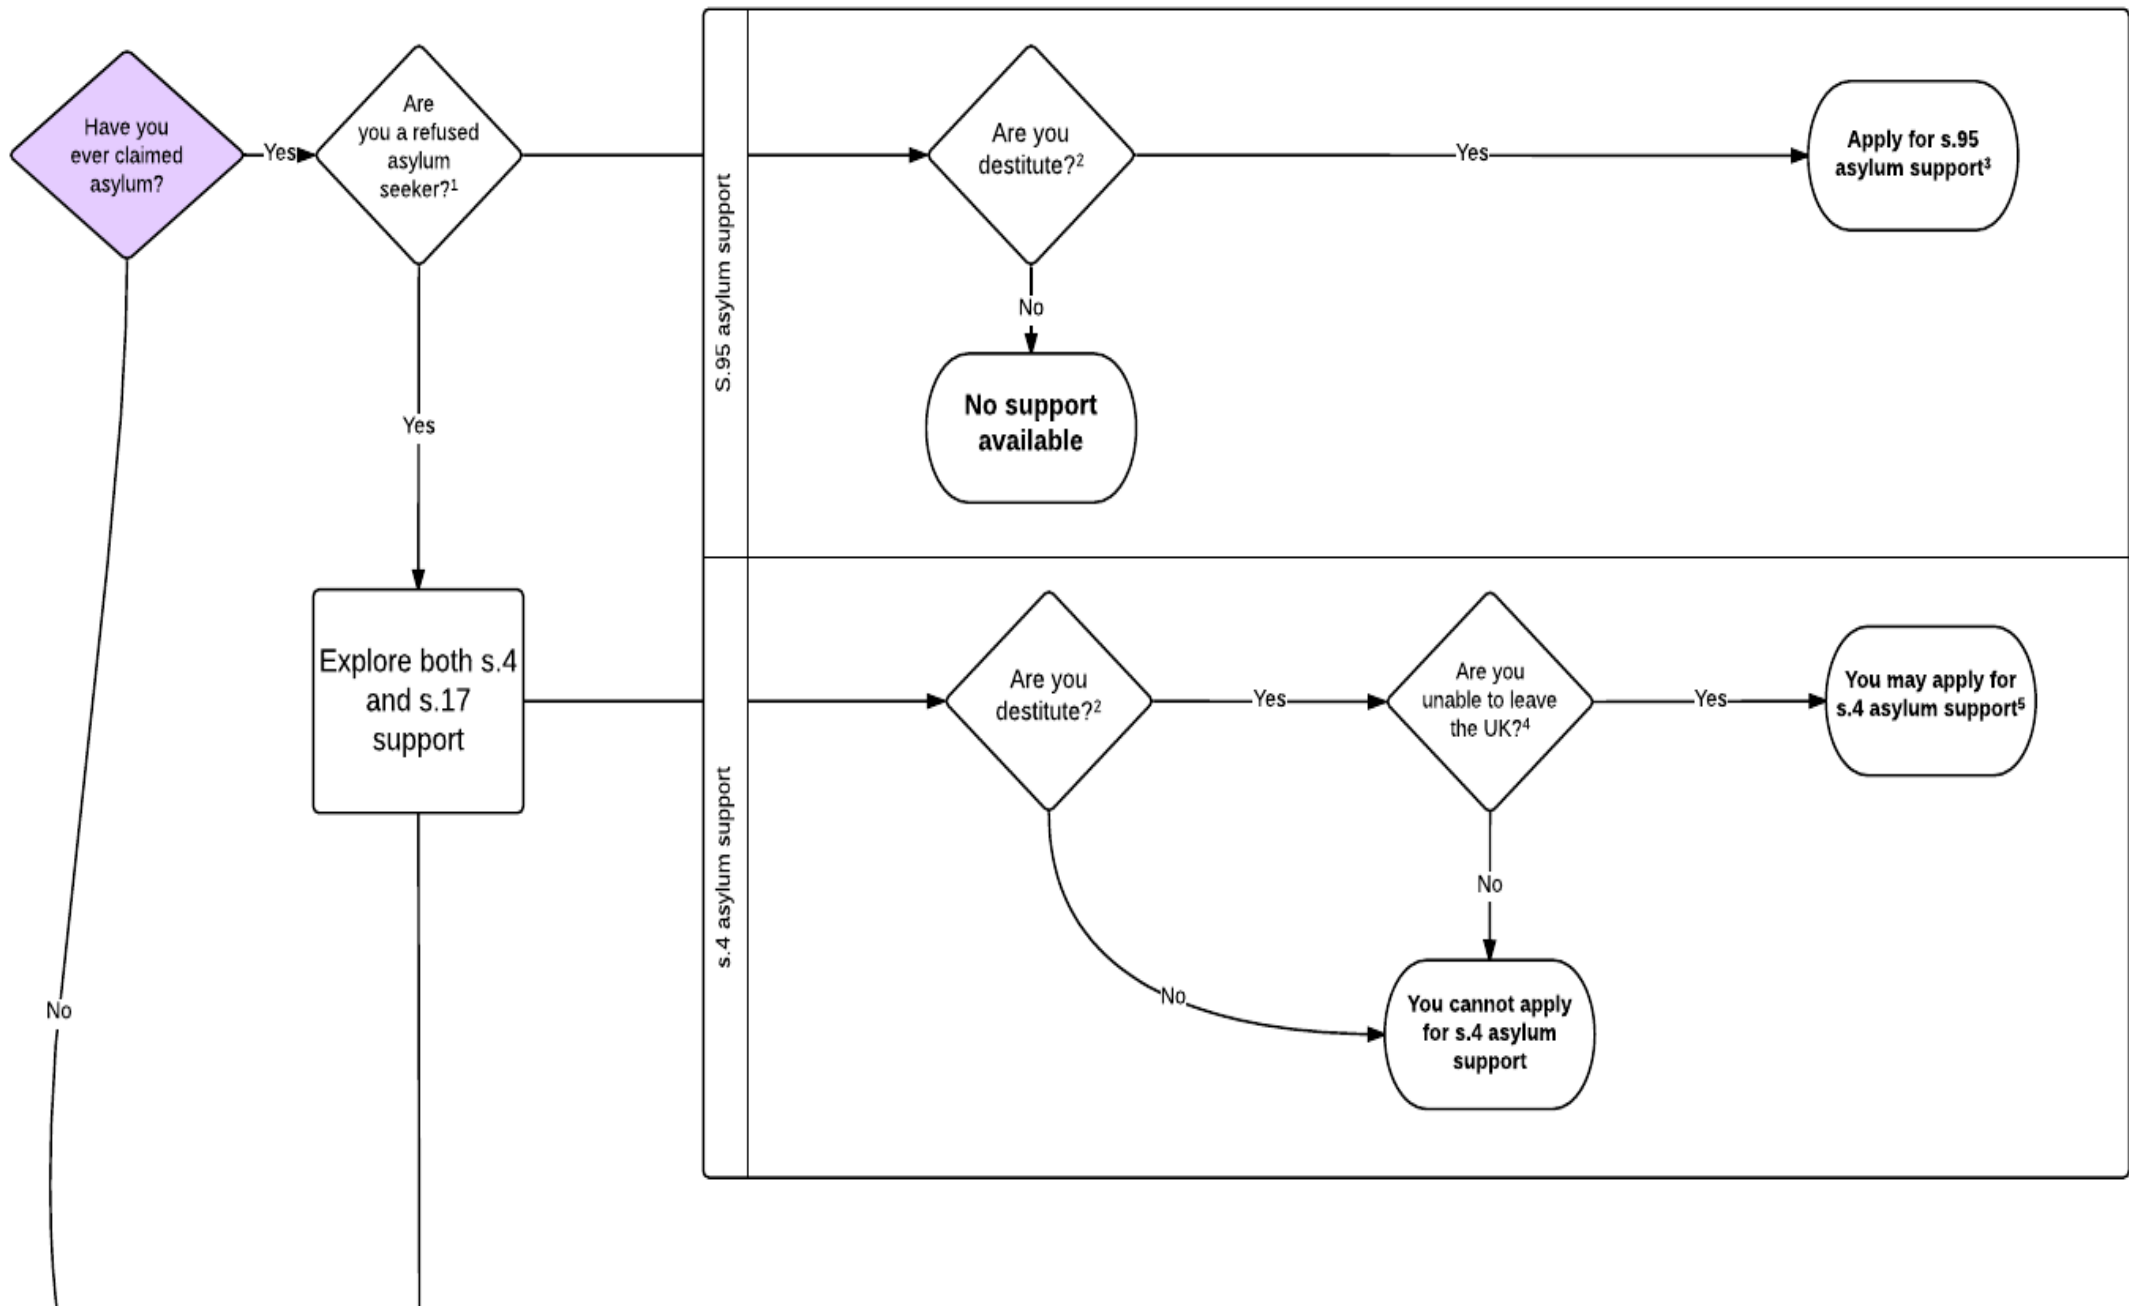 Have you
ever claimed
asylum?
Yes
Are
you a refused
asylum
seeker?¹
S.95 asylum support
Are you
destitute?²
Yes
Apply for s.95
asylum support³
No
No support
available
Yes
Explore both s.4
and s.17
support
s.4 asylum support
Are you
destitute?²
Yes
Are you
unable to leave
the UK?⁴
Yes
You may apply for
s.4 asylum support⁵
No
No
You cannot apply
for s.4 asylum
support
No